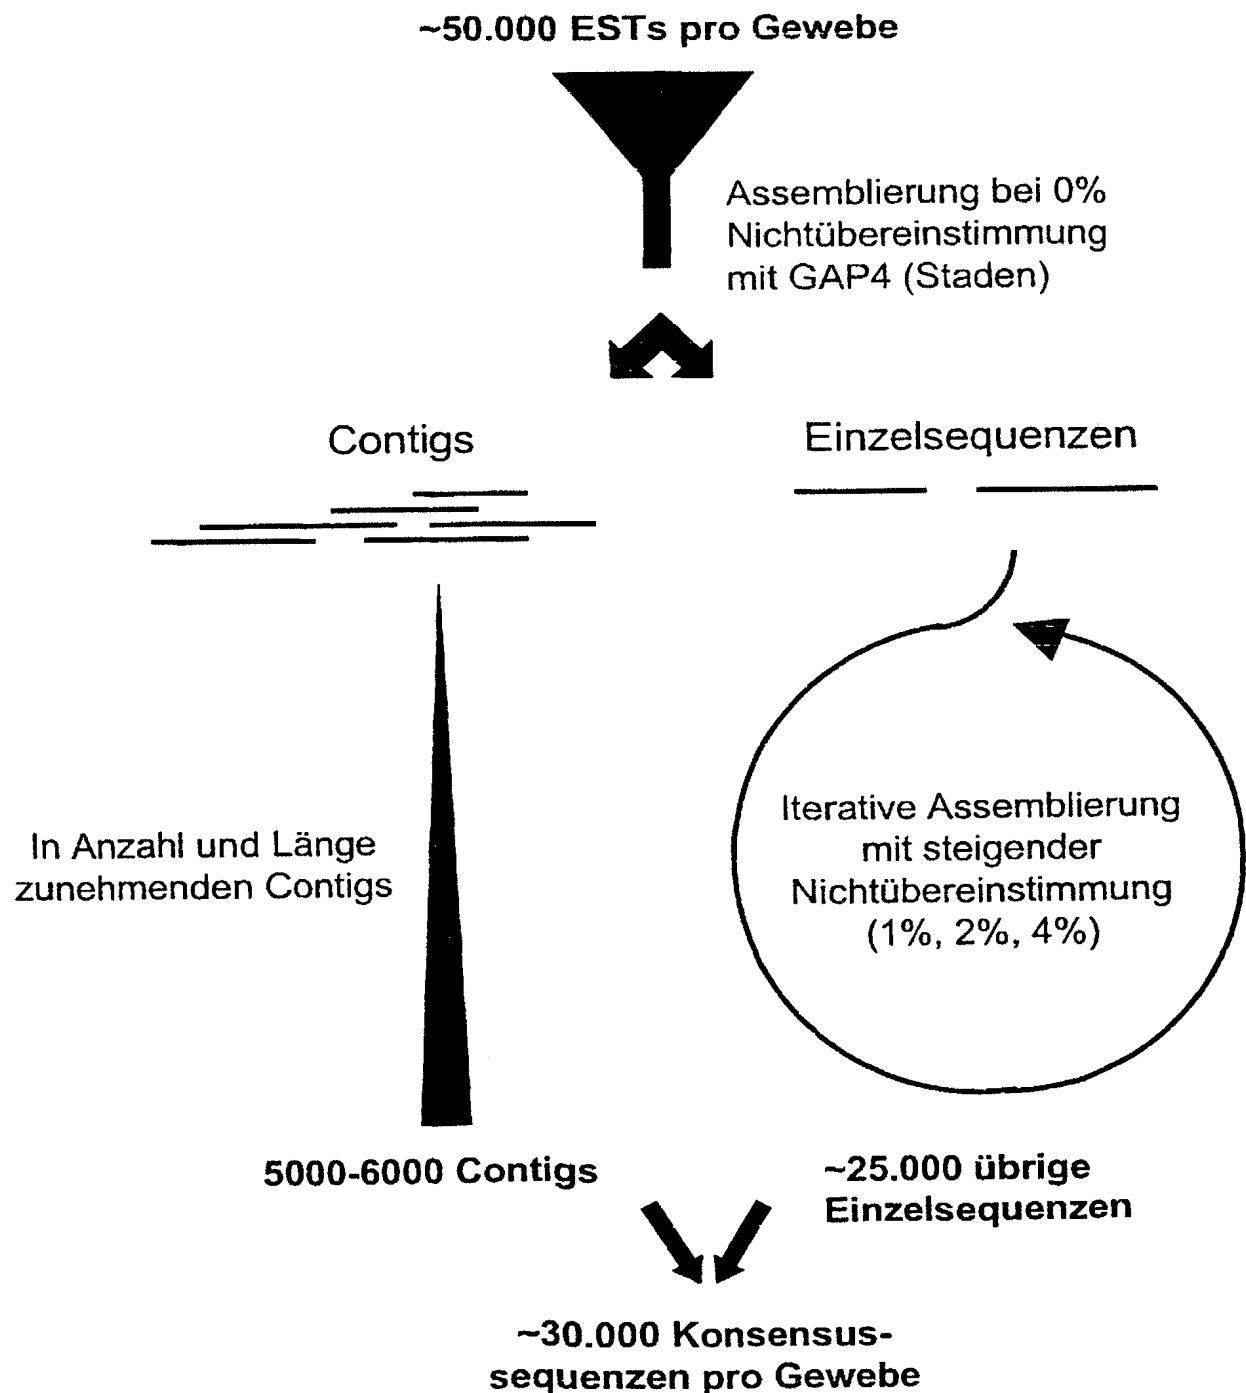 ~50.000 ESTs pro Gewebe
Assemblierung bei 0%
Nichtübereinstimmung
mit GAP4 (Staden)
Contigs
Einzelsequenzen
In Anzahl und Länge
zunehmenden Contigs
Iterative Assemblierung
mit steigender
Nichtübereinstimmung
(1%, 2%, 4%)
5000-6000 Contigs
~25.000 übrige
Einzelsequenzen
~30.000 Konsensus-
sequenzen pro Gewebe